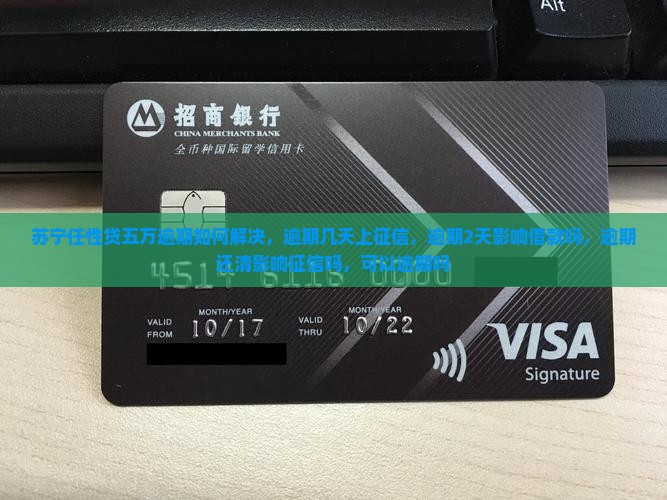 Alt
招商银行
CHINA MERCHANTS BANK
全币种国际留学信用卡
苏宁任性贷五万逾期如何解决，逾期几天上征信，逾期2天影响借款吗，逾期
还清影响征信吗，可以逾期吗
4514
MONTH/YEAR MONTH/YEAR
VALID FROM 10/17 VALID THRU 10/22
VISA
Signature